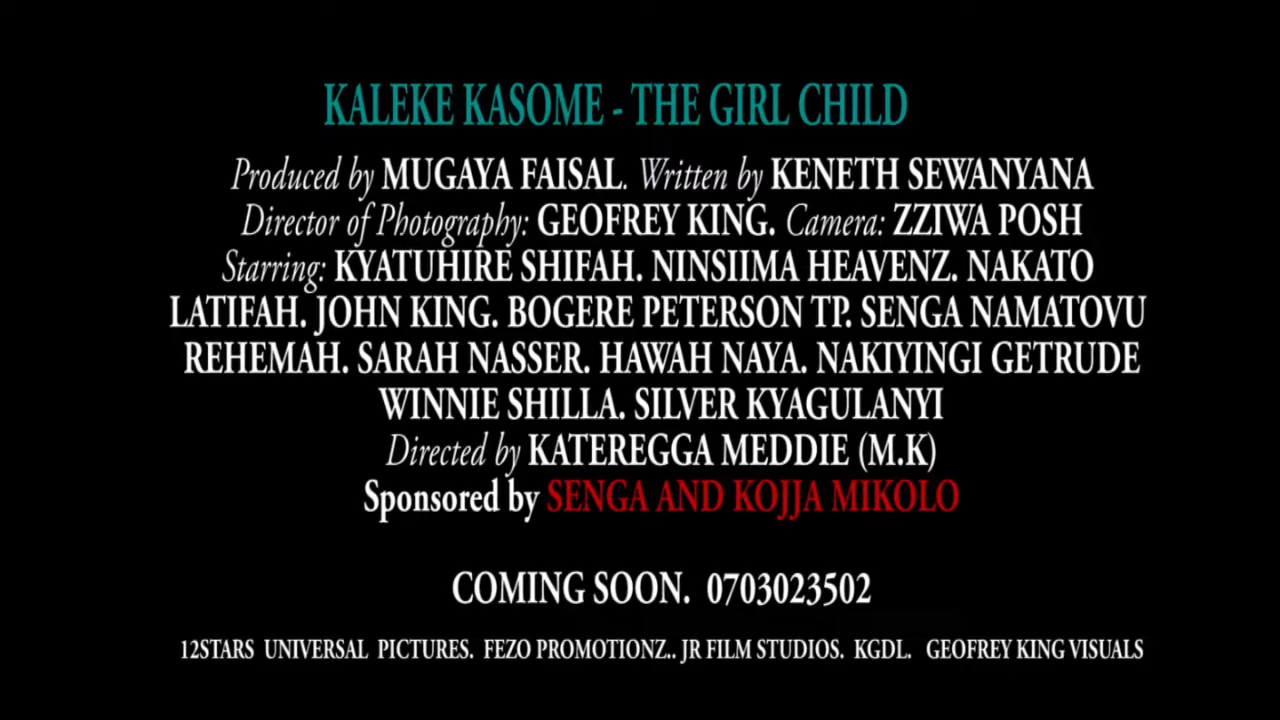 KALEKE KASOME - THE GIRL CHILD
Produced by MUGAYA FAISAL. Written by KENETH SEWANYANA
Director of Photography: GEOFREY KING. Camera: ZZIWA POSH
Starring: KYATUHIRE SHIFAH. NINSIIMA HEAVENZ. NAKATO
LATIFAH. JOHN KING. BOGERE PETERSON TP. SENGA NAMATOVU
REHEMAH. SARAH NASSER. HAWAH NAYA. NAKIYINGI GETRUDE
WINNIE SHILLA. SILVER KYAGULANYI
Directed by KATEREGGA MEDDIE (M.K)
Sponsored by SENGA AND KOJJA MIKOLO
COMING SOON. 0703023502
12STARS UNIVERSAL PICTURES. FEZO PROMOTIONZ.. JR FILM STUDIOS. KGDL. GEOFREY KING VISUALS